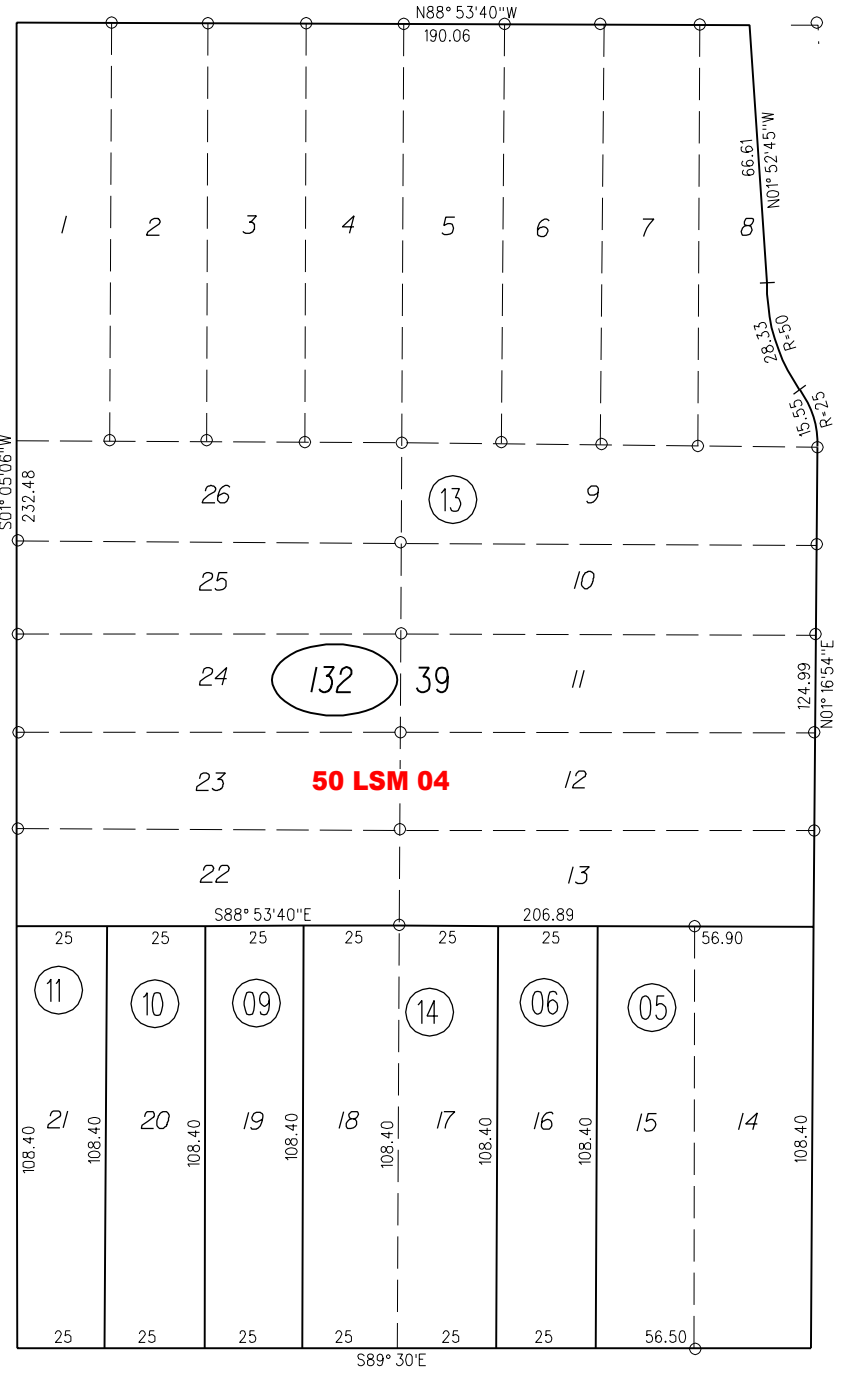 N88° 53'40"W
190.06
66.61
N01° 52'45"W
1 2 3 4 5 6 7 8
28.33
R=50
15.55
R=25
S01° 05'06"W
232.48
26 13 9
25 10
24 132 39 11
124.99
N01° 16'54"E
23 50 LSM 04 12
22 13
S88° 53'40"E 206.89
25 25 25 25 25 25 56.90
11 10 09 14 06 05
21 20 19 18 17 16 15 14
108.40 108.40 108.40 108.40 108.40 108.40 108.40 108.40
25 25 25 25 25 25 56.50
S89° 30'E